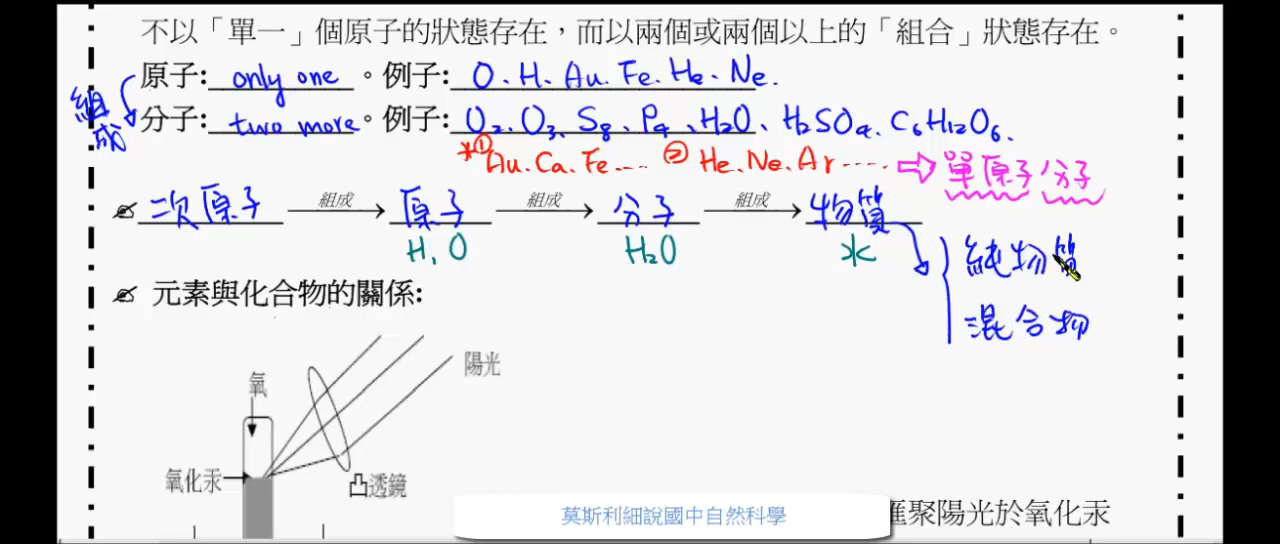 不以「單一」個原子的狀態存在，而以兩個或兩個以上的「組合」狀態存在。
原子: only one 。例子: O . H . Au . Fe . He . Ne .
組成
分子: two more 。例子: O2、O3、S8、P4、H2O、H2SO4、C6H12O6.
*① Au . Ca . Fe .... ② He . Ne . Ar ..... ⇨ 單原子分子
二次原子 組成 原子 組成 分子 組成 物質
H, O H2O 水
純物質
混合物
元素與化合物的關係:
陽光
氧
氧化汞
凸透鏡
莫斯利細說國中自然科學
匯聚陽光於氧化汞